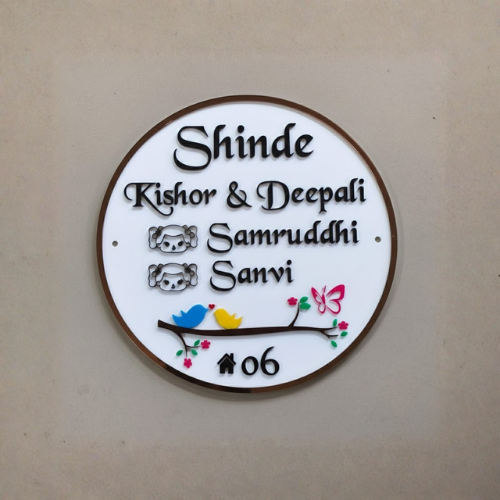 Shinde
Kishor & Deepali
Samruddhi
Sanvi
06